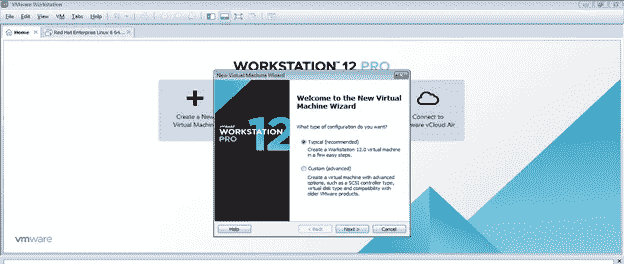 VMware Workstation
File Edit View VM Tabs Help
Home Red Hat Enterprise Linux 6 64...
WORKSTATION 12 PRO
New Virtual Machine Wizard
Create a New
Virtual Machin
Connect to
ware vCloud Air
vmware
WORKSTATION
PRO
12
Welcome to the New Virtual
Machine Wizard
What type of configuration do you want?
Typical (recommended)
Create a Workstation 12.0 virtual machine
in a few easy steps.
Custom (advanced)
Create a virtual machine with advanced
options, such as a SCSI controller type,
virtual disk type and compatibility with
older VMware products.
Help < Back Next > Cancel
vmware